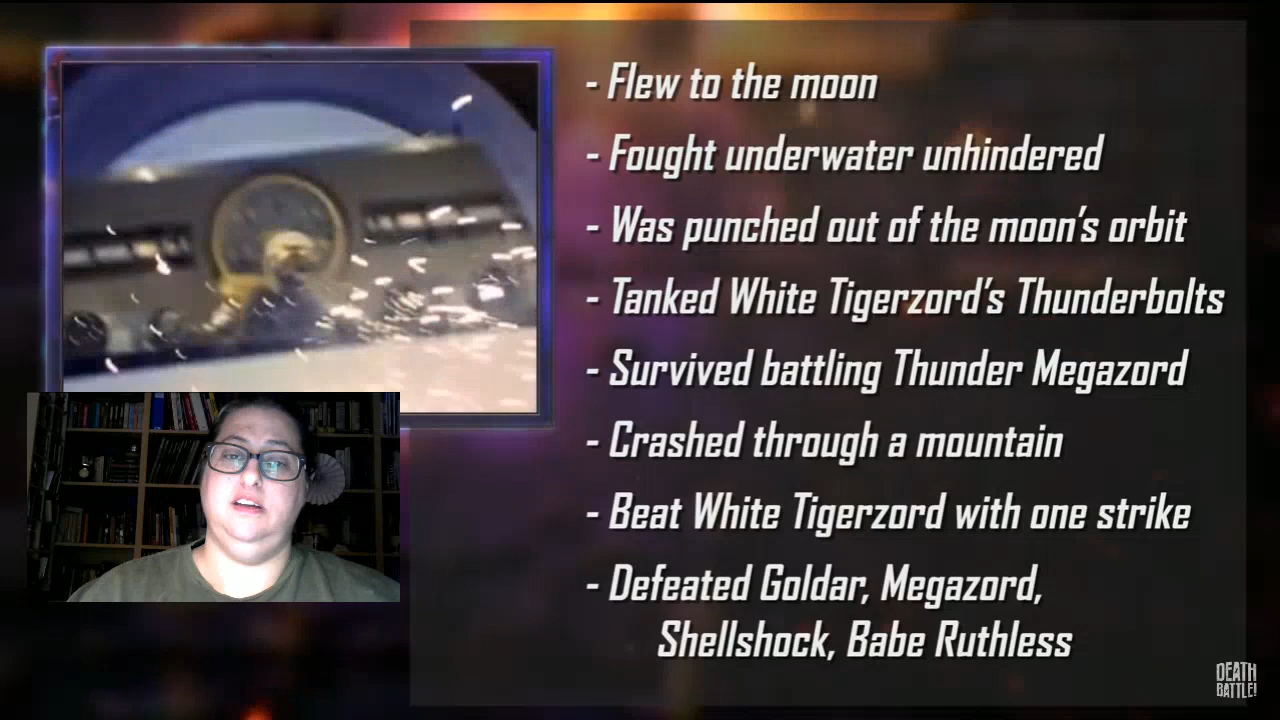 - Flew to the moon
- Fought underwater unhindered
- Was punched out of the moon's orbit
- Tanked White Tigerzord's Thunderbolts
- Survived battling Thunder Megazord
- Crashed through a mountain
- Beat White Tigerzord with one strike
- Defeated Goldar, Megazord,
Shellshock, Babe Ruthless
DEATH
BATTLE!